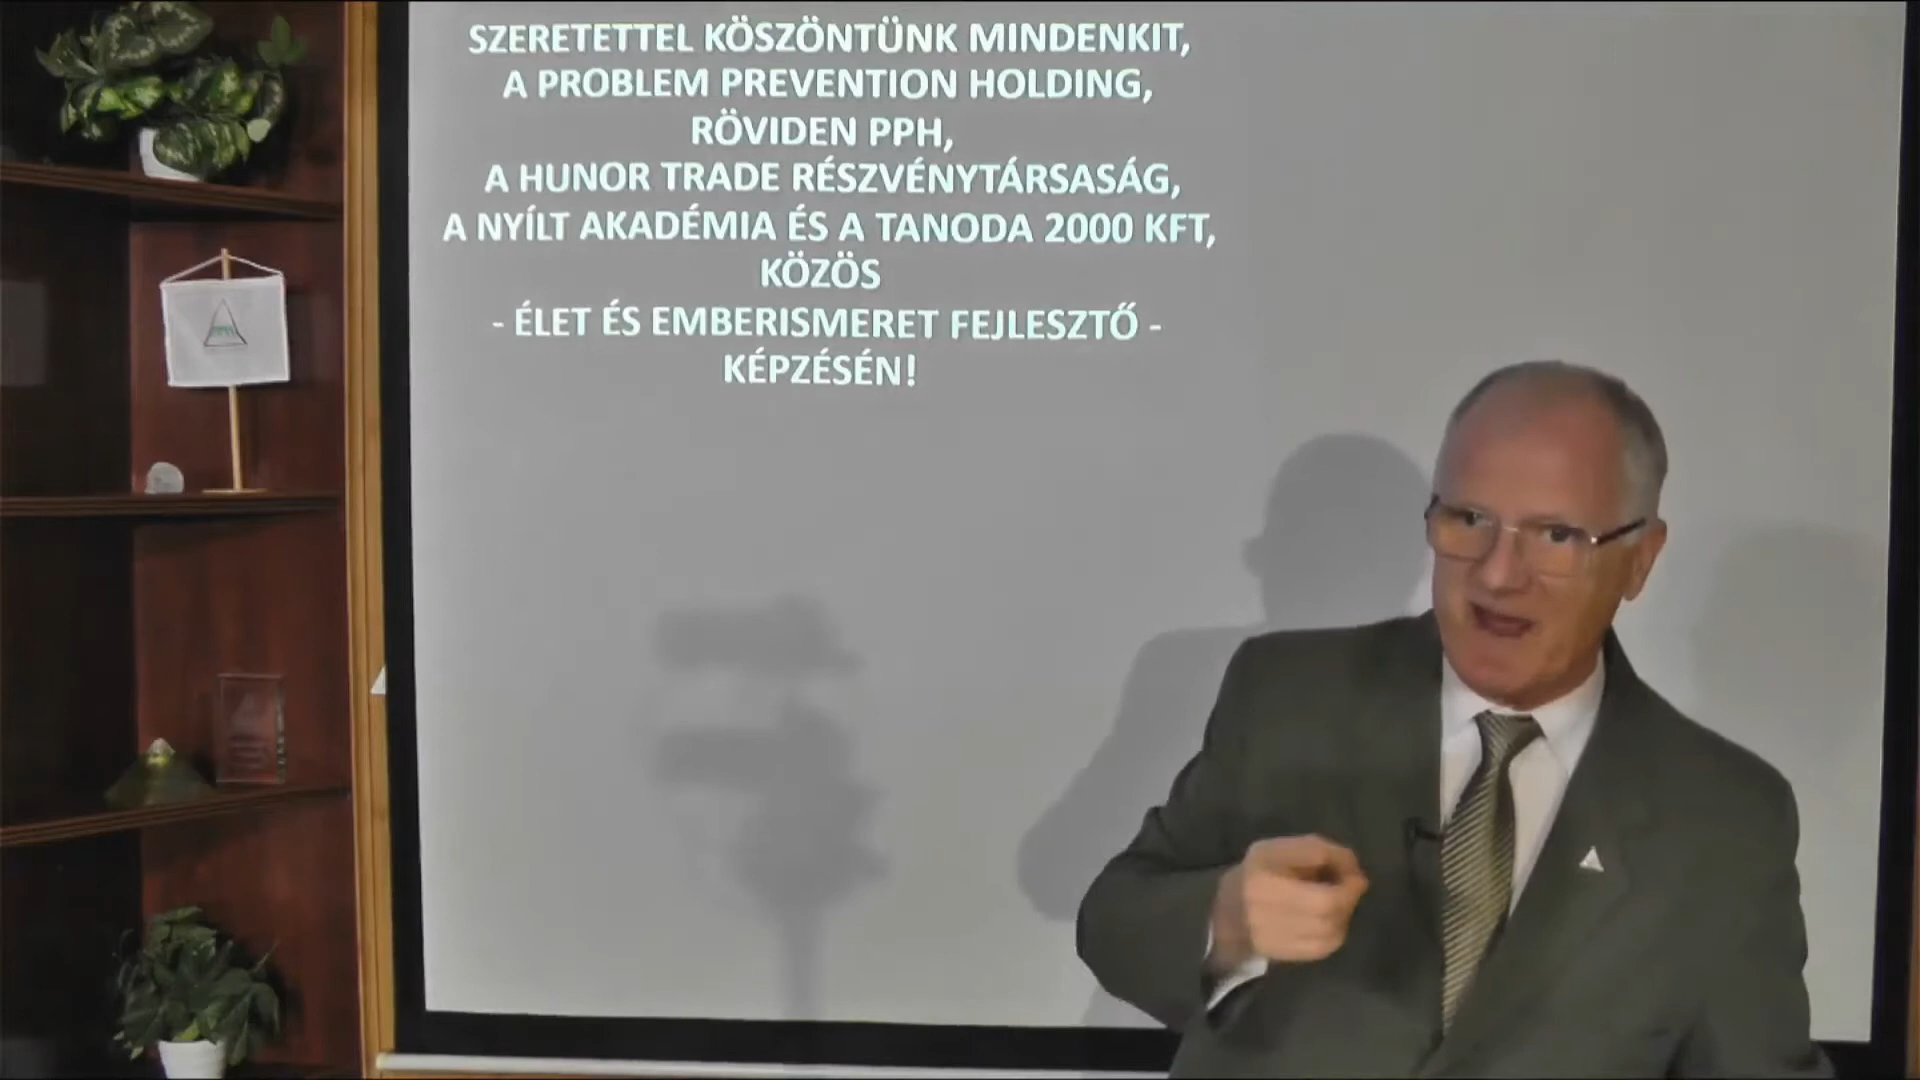 SZERETETTEL KÖSZÖNTÜNK MINDENKIT,
A PROBLEM PREVENTION HOLDING,
RÖVIDEN PPH,
A HUNOR TRADE RÉSZVÉNYTÁRSASÁG,
A NYÍLT AKADÉMIA ÉS A TANODA 2000 KFT,
KÖZÖS
- ÉLET ÉS EMBERISMERET FEJLESZTŐ -
KÉPZÉSÉN!